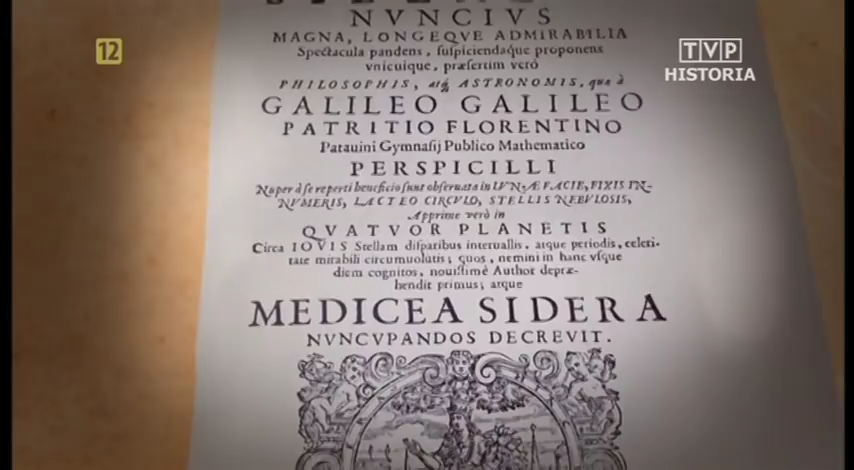 12
TVP
HISTORIA
NVNCIVS
MAGNA, LONGEQVE ADMIRABILIA
Spectacula pandens, ſuſpiciendaque proponens
vnicuique, præſertim verò
PHILOSOPHIS, atq; ASTRONOMIS, quæ à
GALILEO GALILEO
PATRITIO FLORENTINO
Patauini Gymnaſij Publico Mathematico
PERSPICILLI
Nuper à ſe reperti beneficio ſunt obſeruata in LVNÆ FACIE, FIXIS IN-
NVMERIS, LACTEO CIRCVLO, STELLIS NEBVLOSIS,
Apprime verò in
QVATVOR PLANETIS
Circa IOVIS Stellam diſparibus interuallis, atque periodis, celeri-
tate mirabili circumuolutis; quos, nemini in hanc vſque
diem cognitos, nouiſſimè Author depræ-
hendit primus; atque
MEDICEA SIDERA
NVNCVPANDOS DECREVIT.